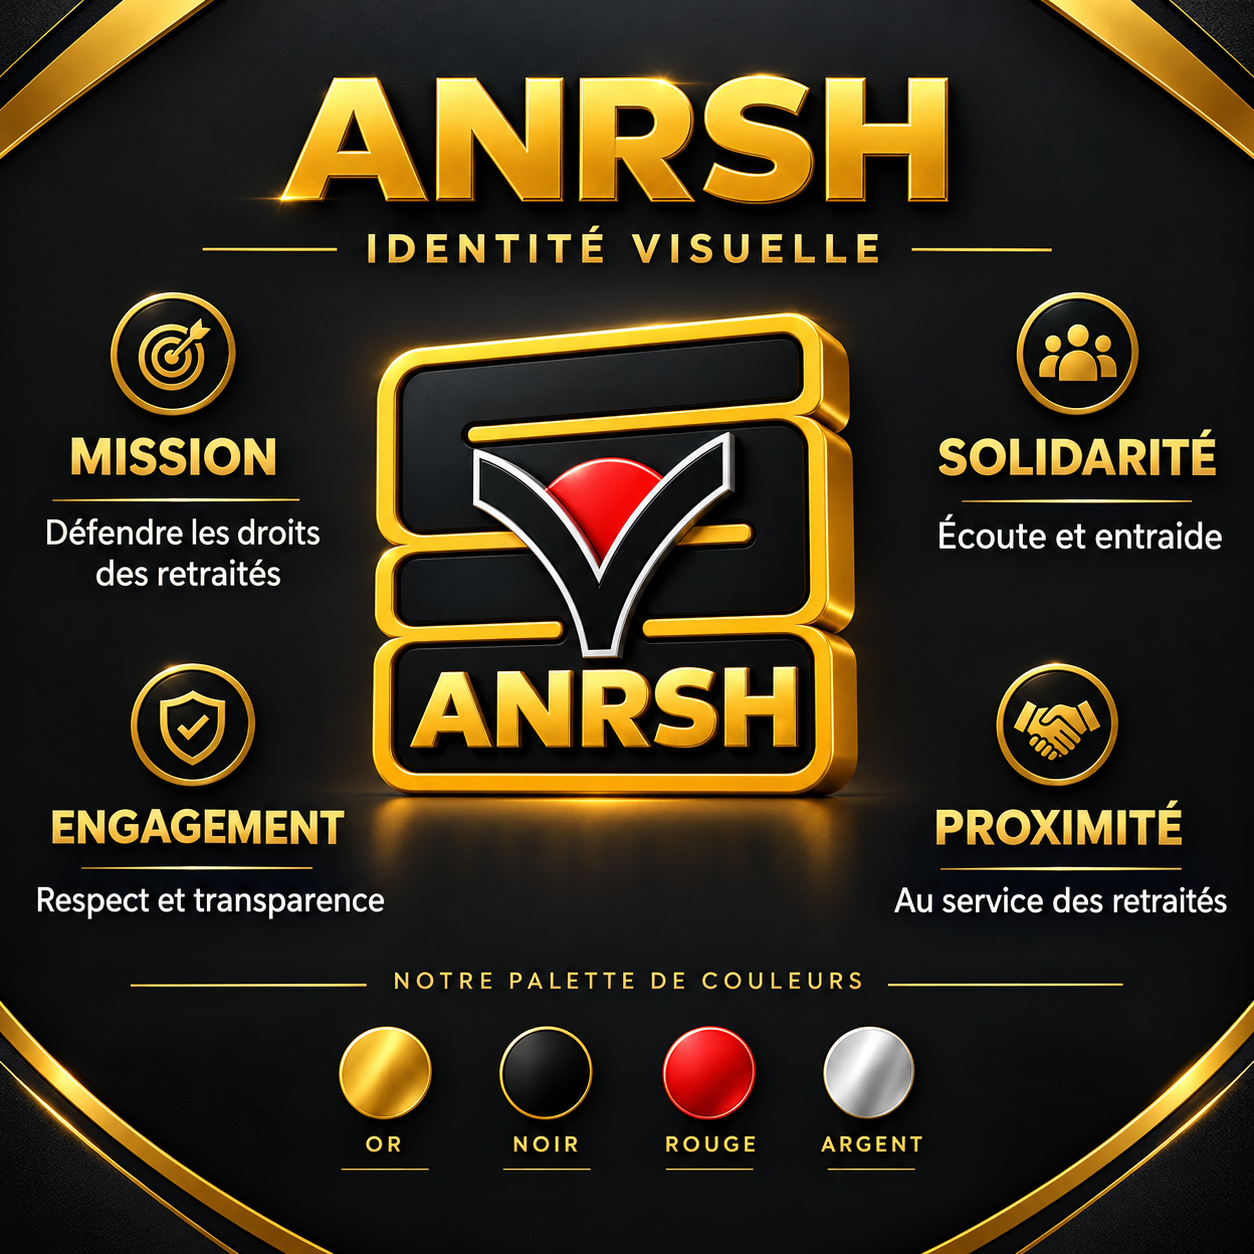 ANRSH
IDENTITÉ VISUELLE
MISSION
Défendre les droits
des retraités
SOLIDARITÉ
Écoute et entraide
ANRSH
ENGAGEMENT
Respect et transparence
PROXIMITÉ
Au service des retraités
NOTRE PALETTE DE COULEURS
OR
NOIR
ROUGE
ARGENT